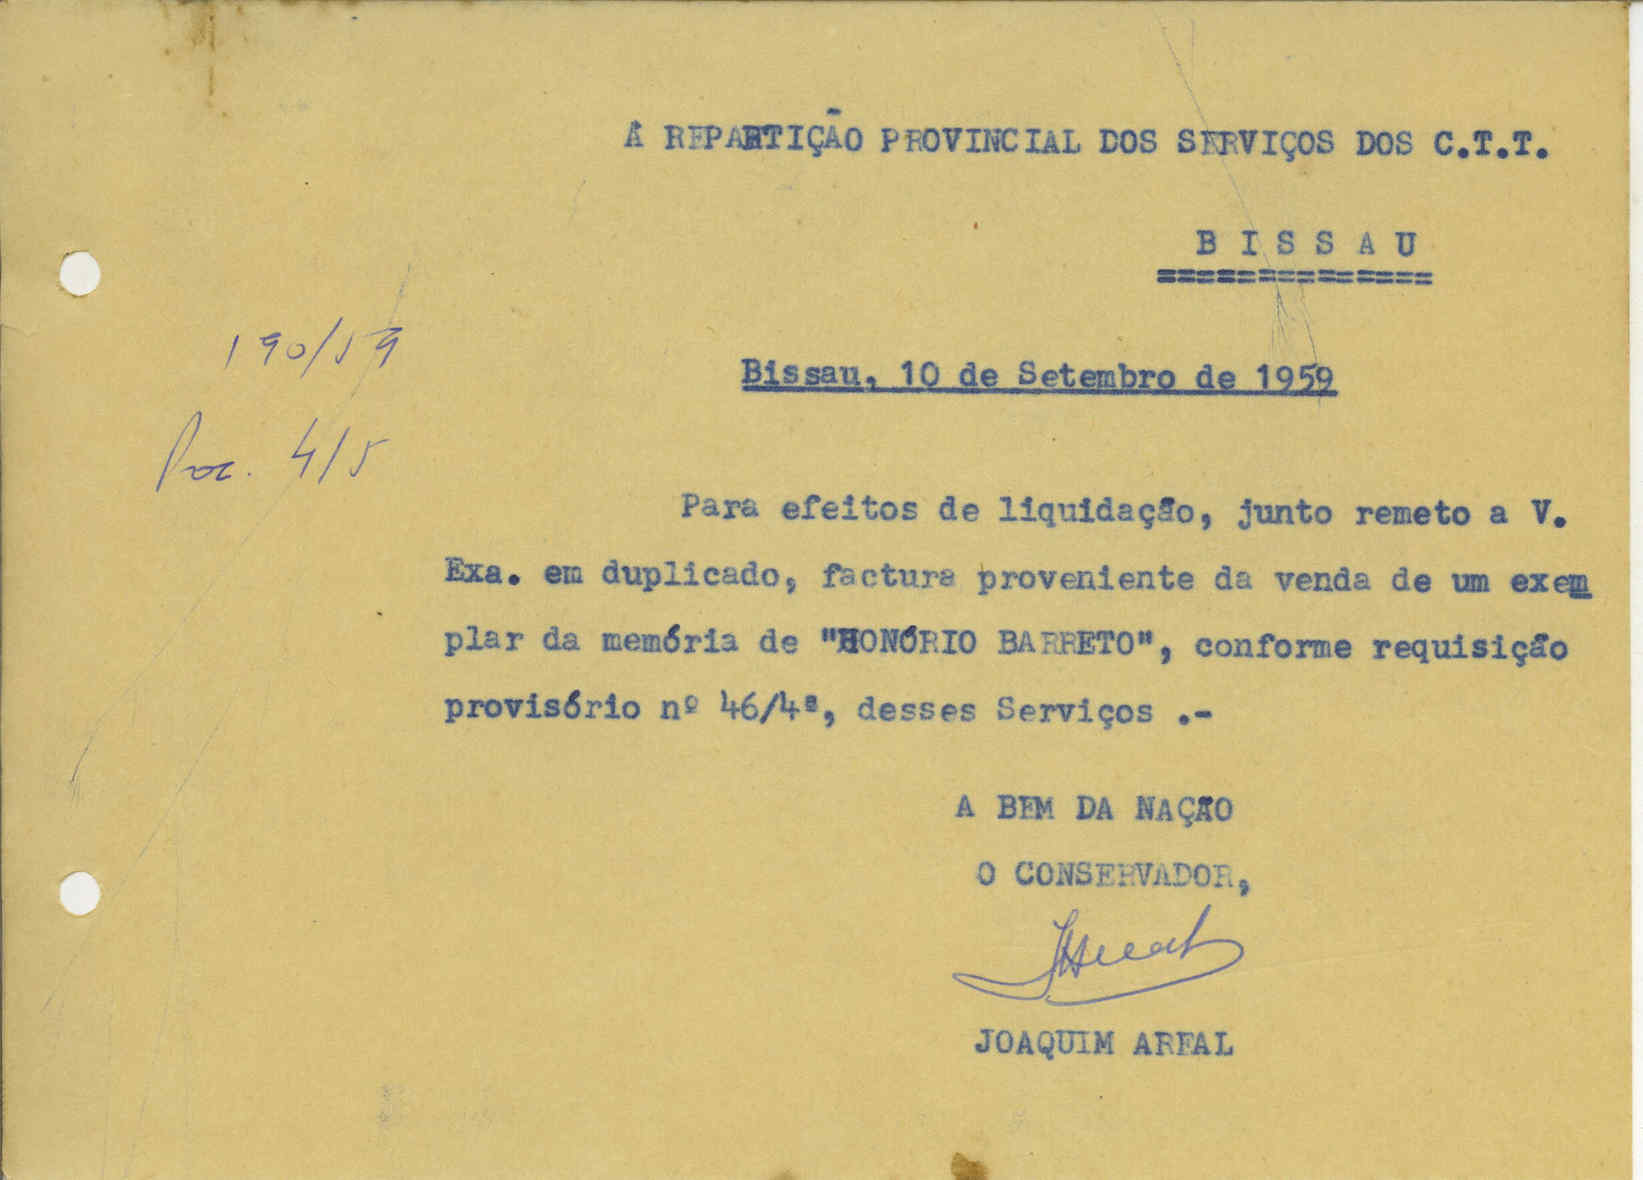 À REPARTIÇÃO PROVINCIAL DOS SERVIÇOS DOS C.T.T.
B I S S A U
==============
190/59
Bissau, 10 de Setembro de 1959
Proc. 4/5
Para efeitos de liquidação, junto remeto a V.
Exa. em duplicado, factura proveniente da venda de um exem
plar da memória de "HONÓRIO BARRETO", conforme requisição
provisório nº 46/4ª, desses Serviços .-
A BEM DA NAÇÃO
O CONSERVADOR,
JOAQUIM AREAL